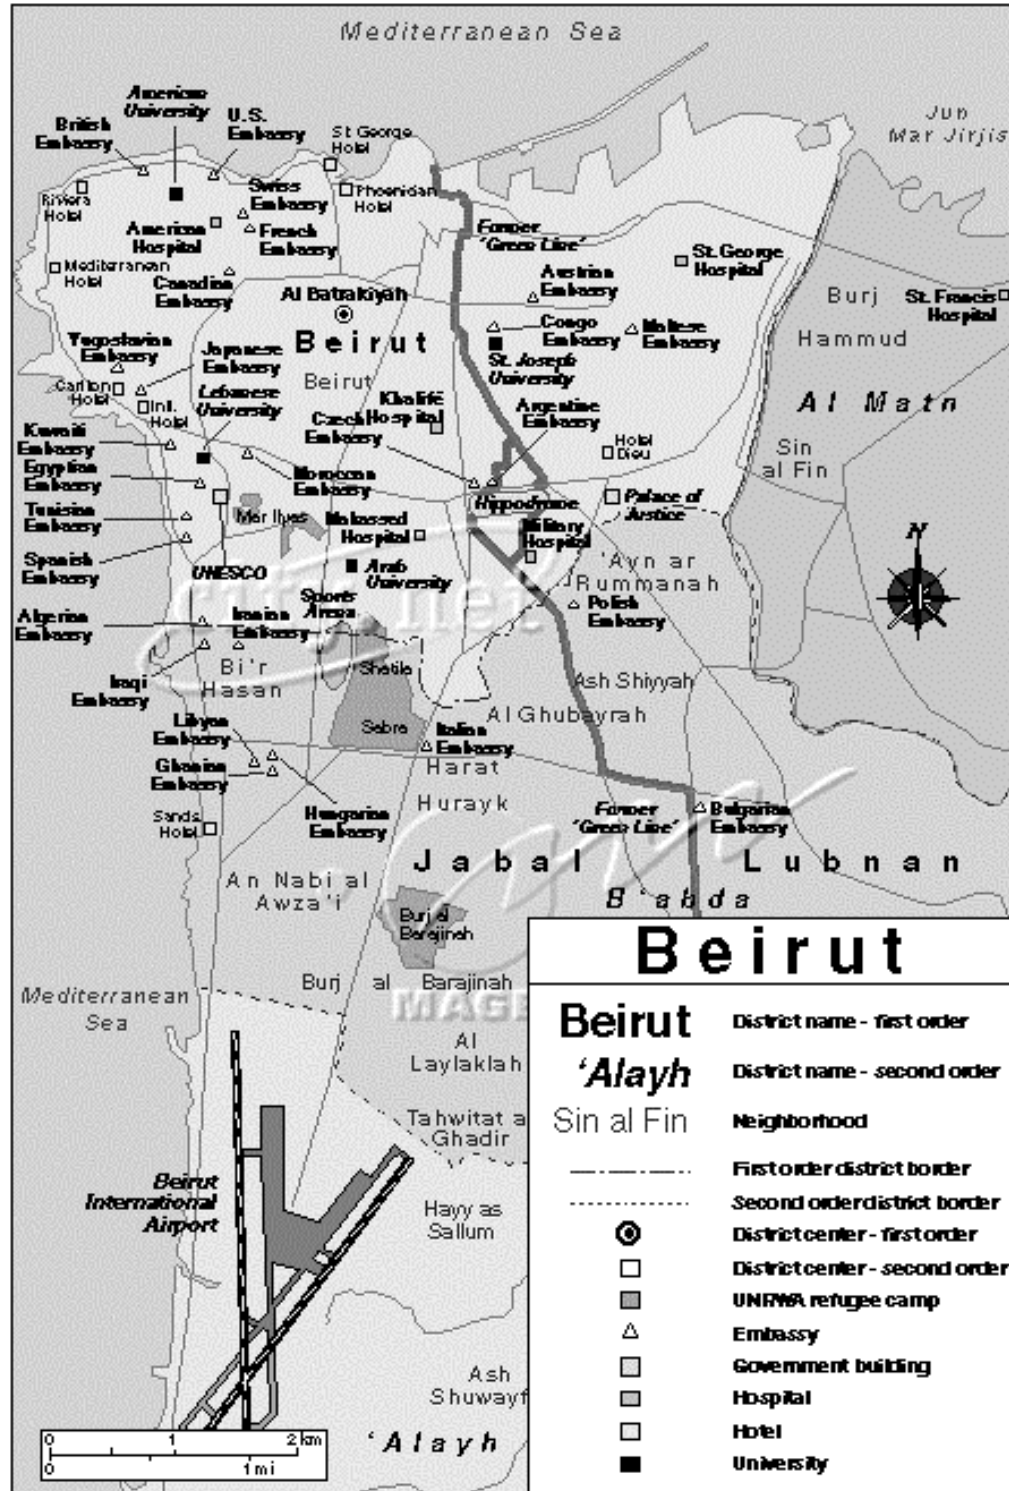 Mediterranean Sea
Jun
Mar Jirjis
American
University
British
Embassy
U.S.
Embassy
St George
Hotel
Riviera
Hotel
Swiss
Embassy
Phoenician
Hotel
American
Hospital
French
Embassy
Former
'Green Line'
St. George
Hospital
Mediterranean
Hotel
Canadian
Embassy
Al Batrakiyah
Austrian
Embassy
Burj
Hammud
St. Francis
Hospital
Yugoslavian
Embassy
Japanese
Embassy
Beirut
Congo
Embassy
Maltese
Embassy
St. Joseph
University
Carlton
Hotel
Intl.
Hotel
Lebanese
University
Beirut
Khalifé
Hospital
Czech
Embassy
Argentine
Embassy
Al Matn
Kuwaiti
Embassy
Hotel
Dieu
Sin
al Fin
Egyptian
Embassy
Moroccan
Embassy
Hippodrome
Palace of
Justice
Tunisian
Embassy
Mar Ilyas
Makassed
Hospital
Military
Hospital
N
Spanish
Embassy
UNESCO
Arab
University
'Ayn ar
Rummanah
city.net
Sports
Arena
Polish
Embassy
Algerian
Embassy
Iranian
Embassy
Bi'r
Hasan
Shatila
Iraqi
Embassy
Ash Shiyyah
Al Ghubayrah
Libyan
Embassy
Sabra
Italian
Embassy
Ghanian
Embassy
Harat
Hurayk
Sands
Hotel
Hungarian
Embassy
Former
'Green Line'
Bulgarian
Embassy
Jabal Lubnan
An Nabi al
Awza'i
B'abda
Burj al
Barajinah
Burj al Barajinah
Mediterranean
Sea
MAGE
Al
Laylaklah
Tahwitat a
Ghadir
Beirut
International
Airport
Hayy as
Sallum
Ash
Shuwayf
'Alayh
0 1 2 km
0 1 mi
Beirut
Beirut District name - first order
'Alayh District name - second order
Sin al Fin Neighborhood
First order district border
Second order district border
District center - first order
District center - second order
UNRWA refugee camp
Embassy
Government building
Hospital
Hotel
University